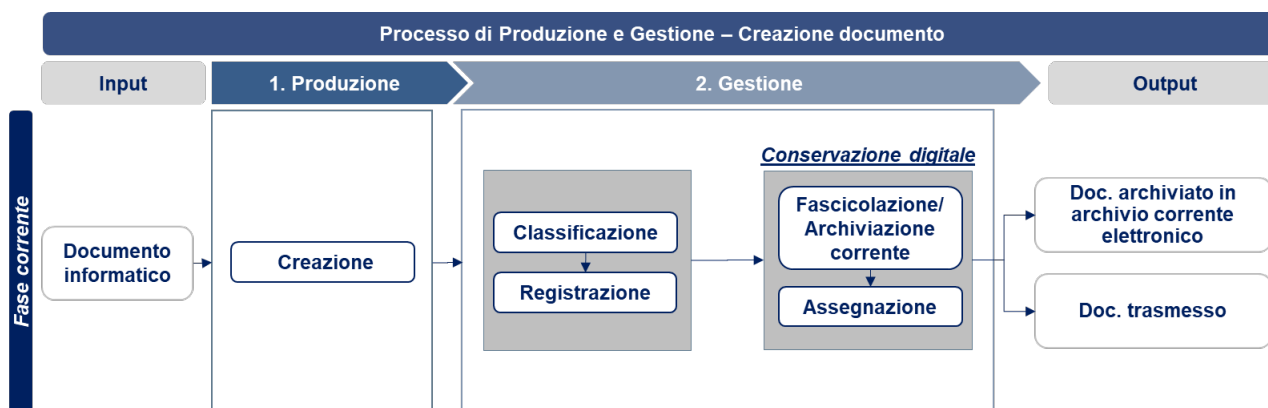 Processo di Produzione e Gestione – Creazione documento
Input
1. Produzione
2. Gestione
Output
Fase corrente
Documento
informatico
Creazione
Classificazione
Registrazione
Conservazione digitale
Fascicolazione/
Archiviazione
corrente
Assegnazione
Doc. archiviato in
archivio corrente
elettronico
Doc. trasmesso